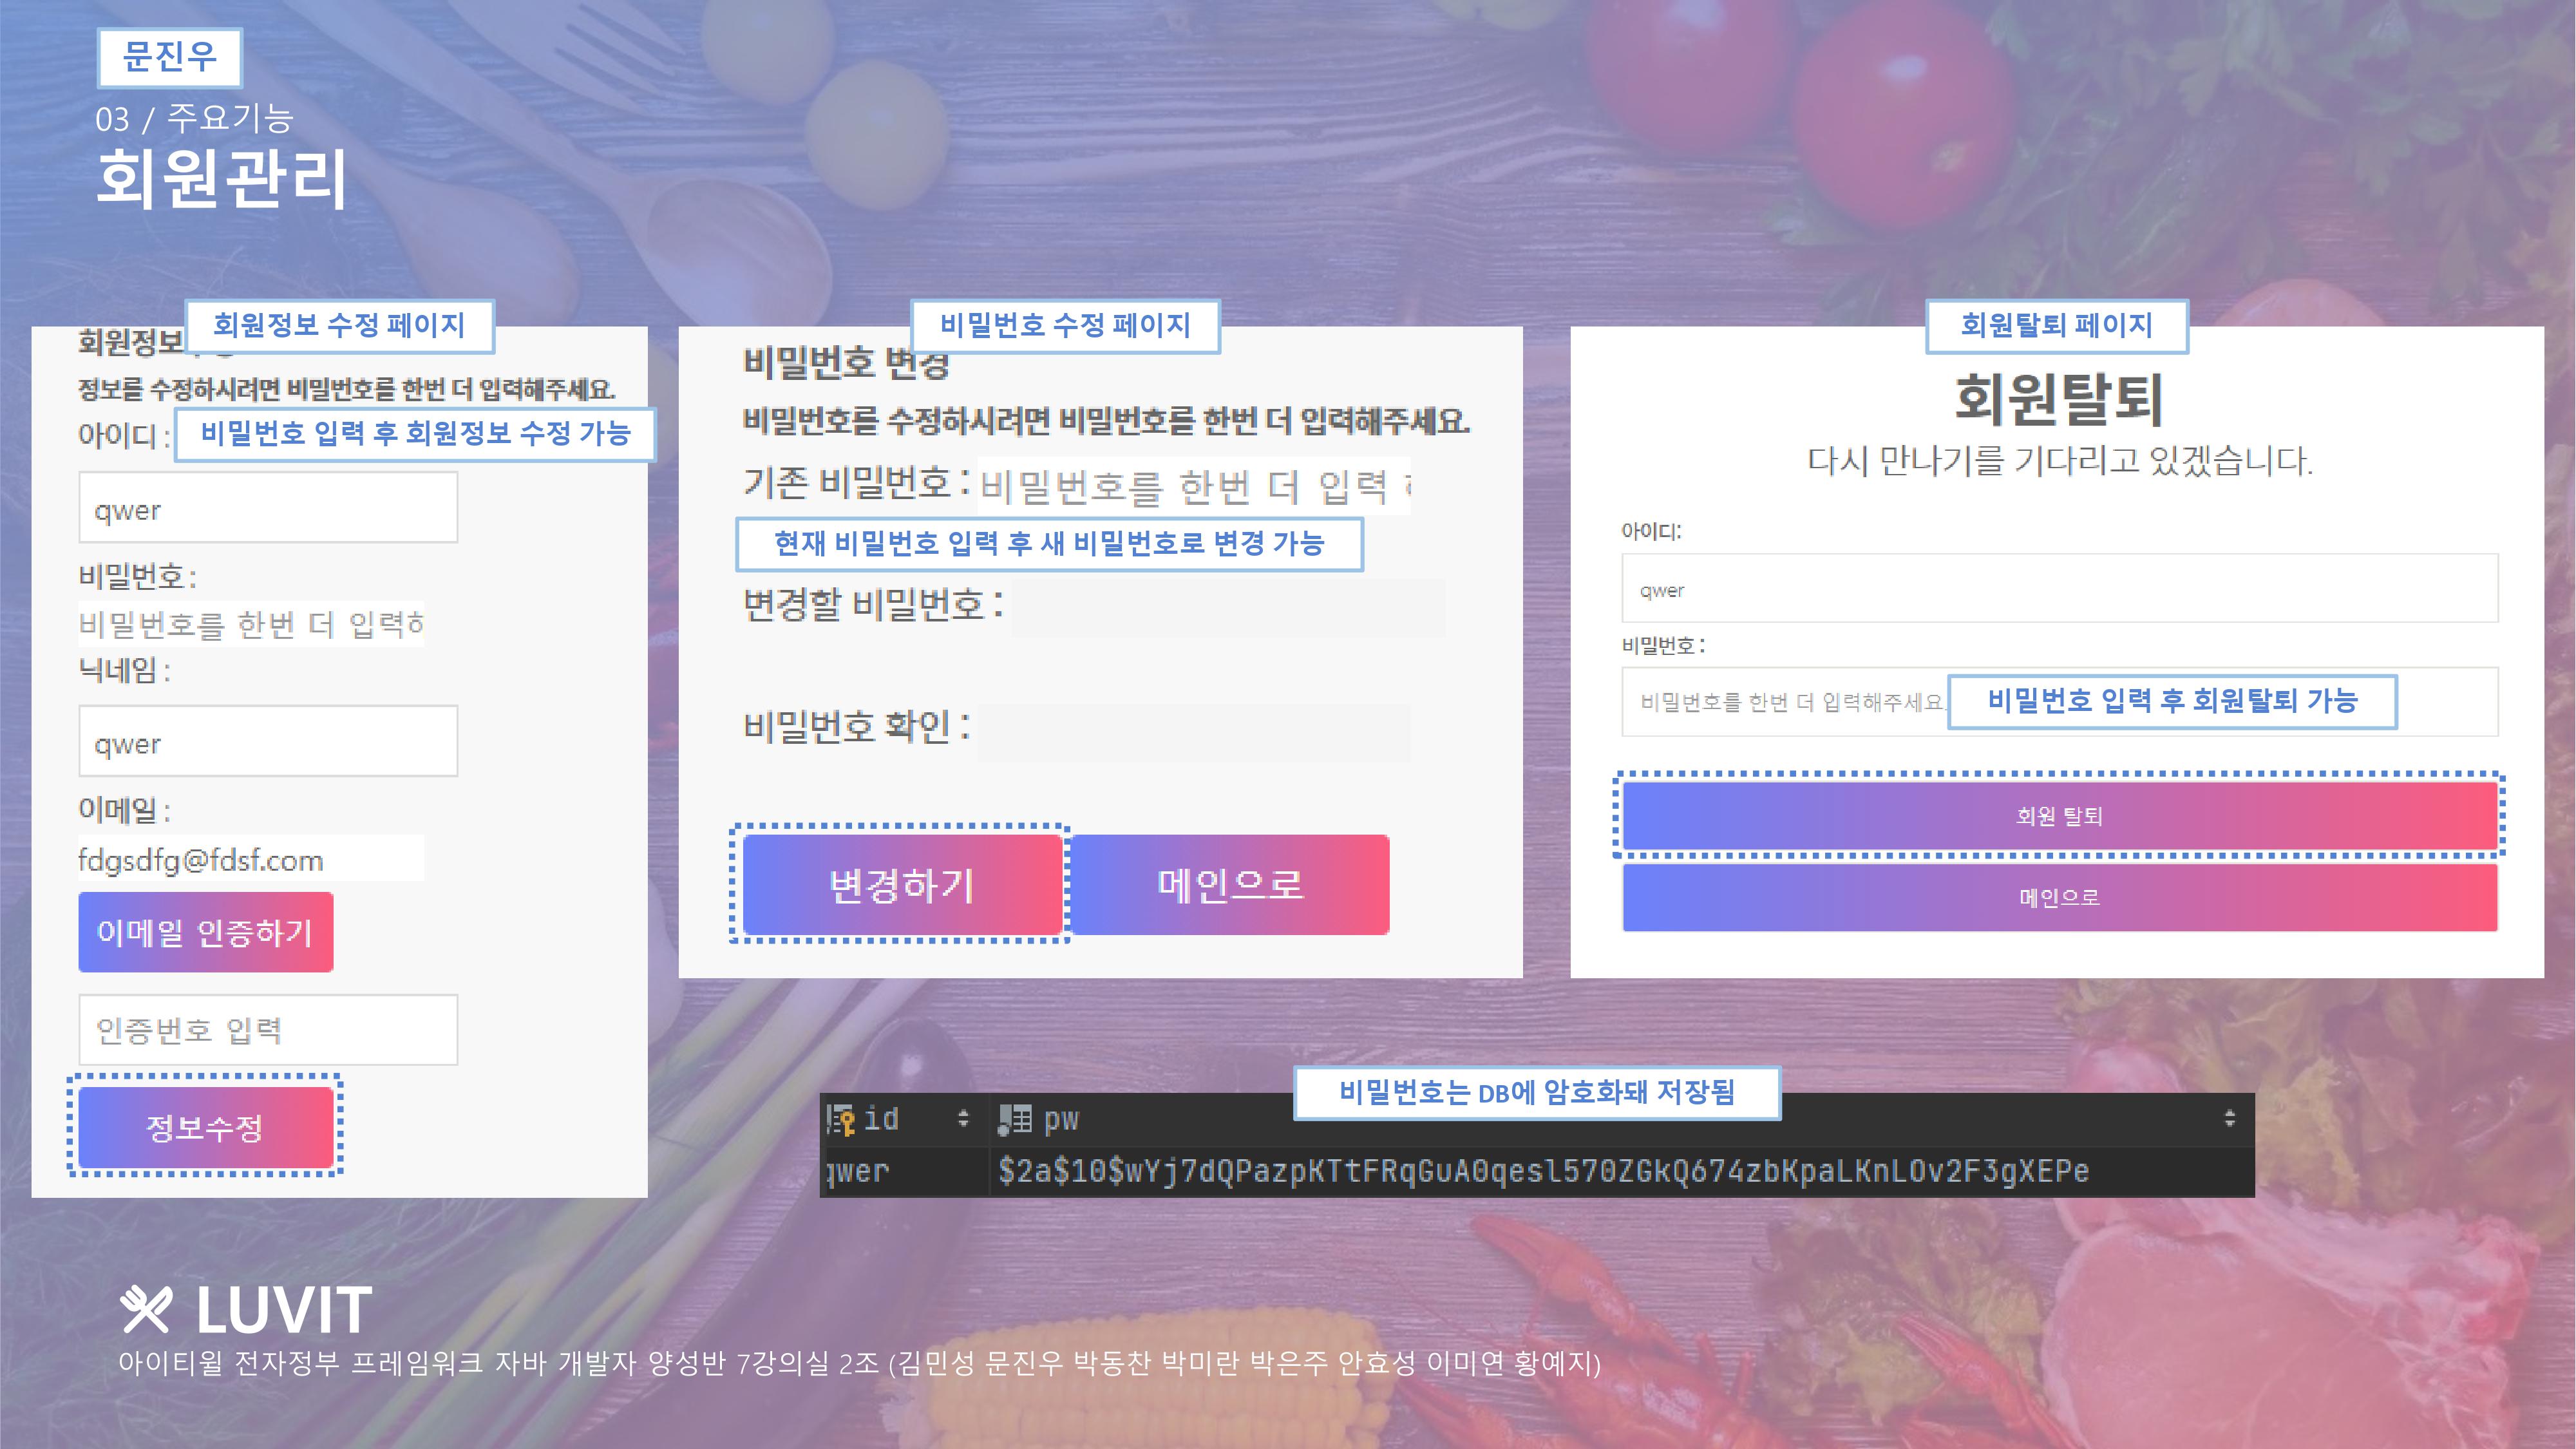 문진우
03 / 주요기능
회원관리
회원정보 수정 페이지
회원정보
정보를 수정하시려면 비밀번호를 한번 더 입력해주세요.
아이디 :
비밀번호 입력 후 회원정보 수정 가능
qwer
비밀번호 :
비밀번호를 한번 더 입력
닉네임 :
qwer
이메일 :
fdgsdfg@fdsf.com
이메일 인증하기
인증번호 입력
정보수정
비밀번호 수정 페이지
비밀번호 변경
비밀번호를 수정하시려면 비밀번호를 한번 더 입력해주세요.
기존 비밀번호 : 비밀번호를 한번 더 입력
현재 비밀번호 입력 후 새 비밀번호로 변경 가능
변경할 비밀번호 :
비밀번호 확인 :
변경하기 메인으로
회원탈퇴 페이지
회원탈퇴
다시 만나기를 기다리고 있겠습니다.
아이디:
qwer
비밀번호 :
비밀번호를 한번 더 입력해주세요.
비밀번호 입력 후 회원탈퇴 가능
회원 탈퇴
메인으로
비밀번호는 DB에 암호화돼 저장됨
id pw
qwer $2a$10$wYj7dQPazpKTtFRqGuA0qesl570ZGkQ674zbKpaLKnLOv2F3gXEPe
LUVIT
아이티윌 전자정부 프레임워크 자바 개발자 양성반 7강의실 2조 (김민성 문진우 박동찬 박미란 박은주 안효성 이미연 황예지)